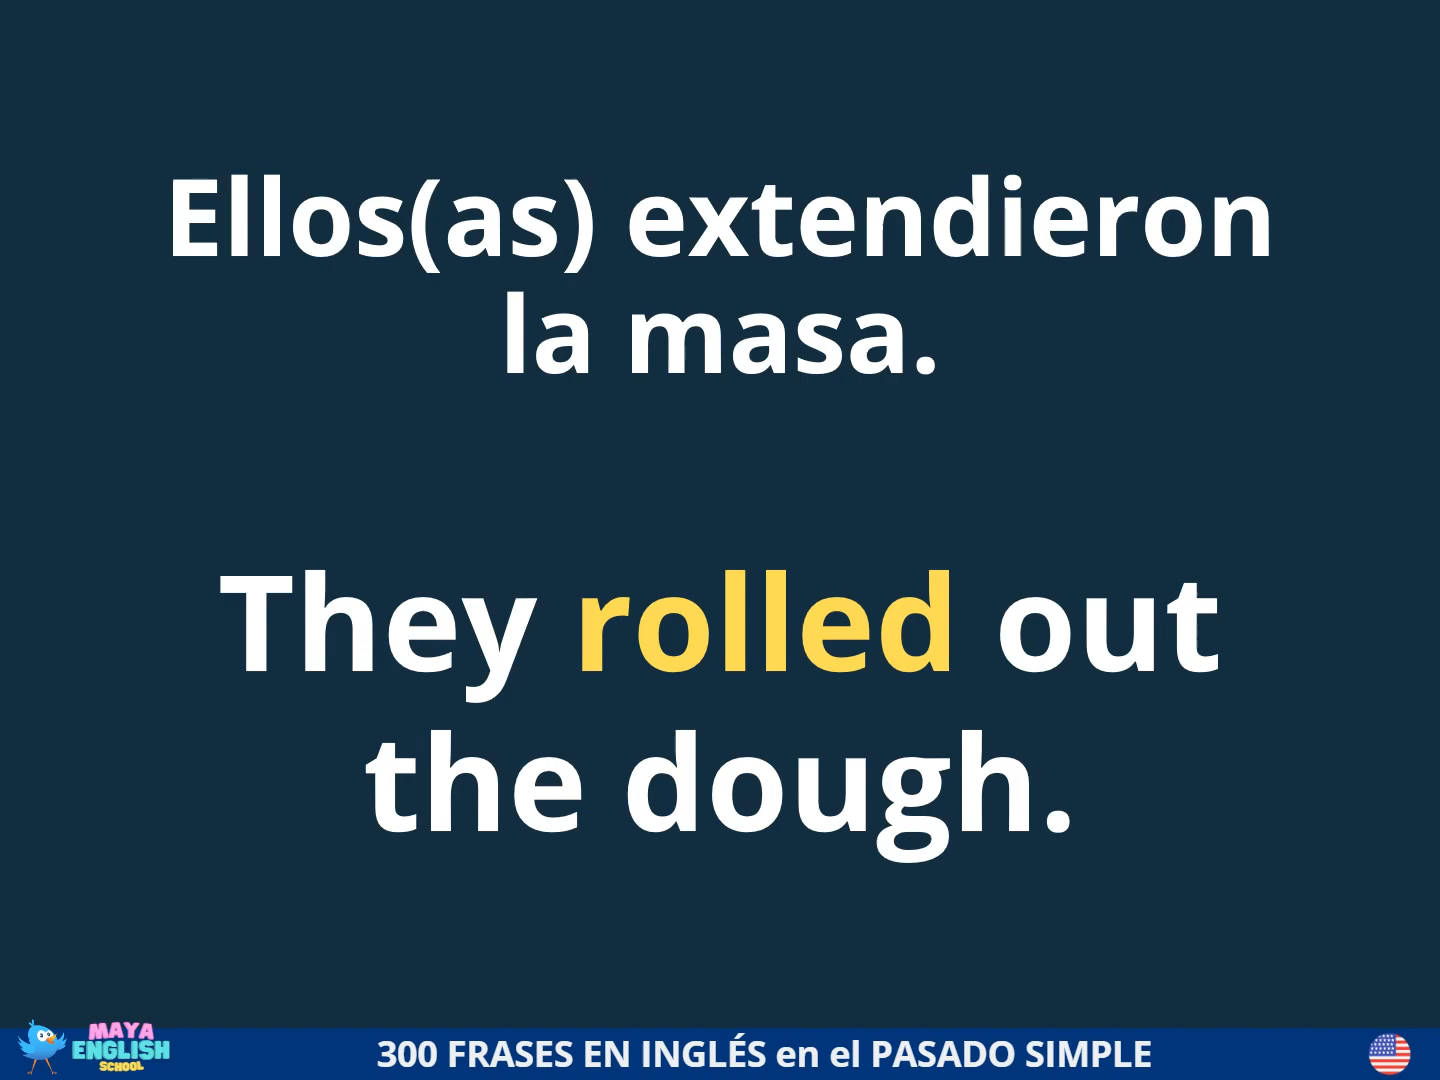 Ellos(as) extendieron
la masa.
They rolled out
the dough.
MAYA
ENGLISH
SCHOOL
300 FRASES EN INGLÉS en el PASADO SIMPLE